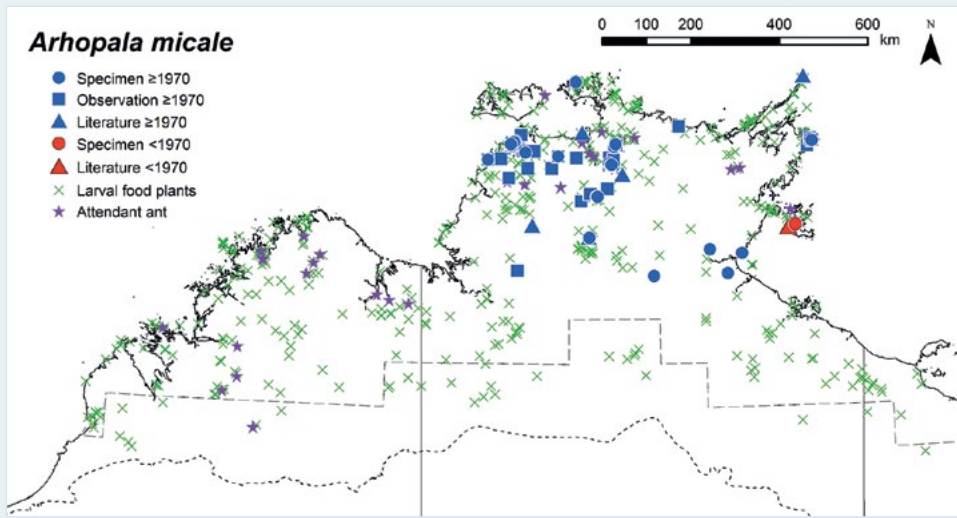 Arhopala micale
Specimen ≥1970
Observation ≥1970
Literature ≥1970
Specimen <1970
Literature <1970
Larval food plants
Attendant ant
0 100 200 400 600
km
N